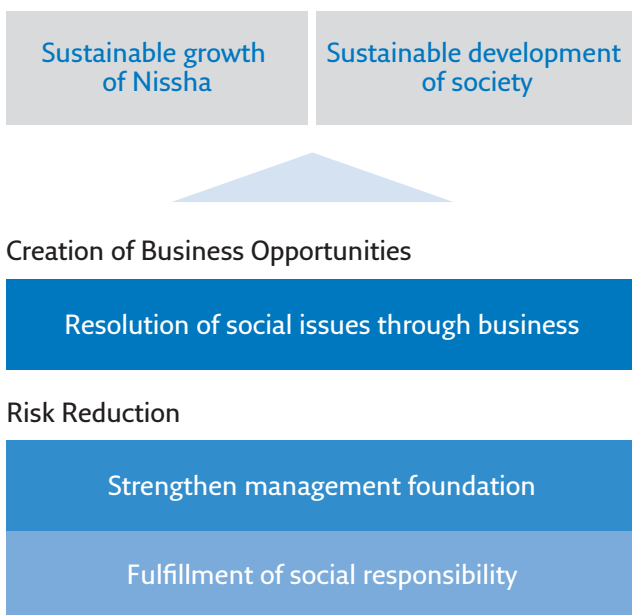 Sustainable growth
of Nissha
Sustainable development
of society
Creation of Business Opportunities
Resolution of social issues through business
Risk Reduction
Strengthen management foundation
Fulfillment of social responsibility